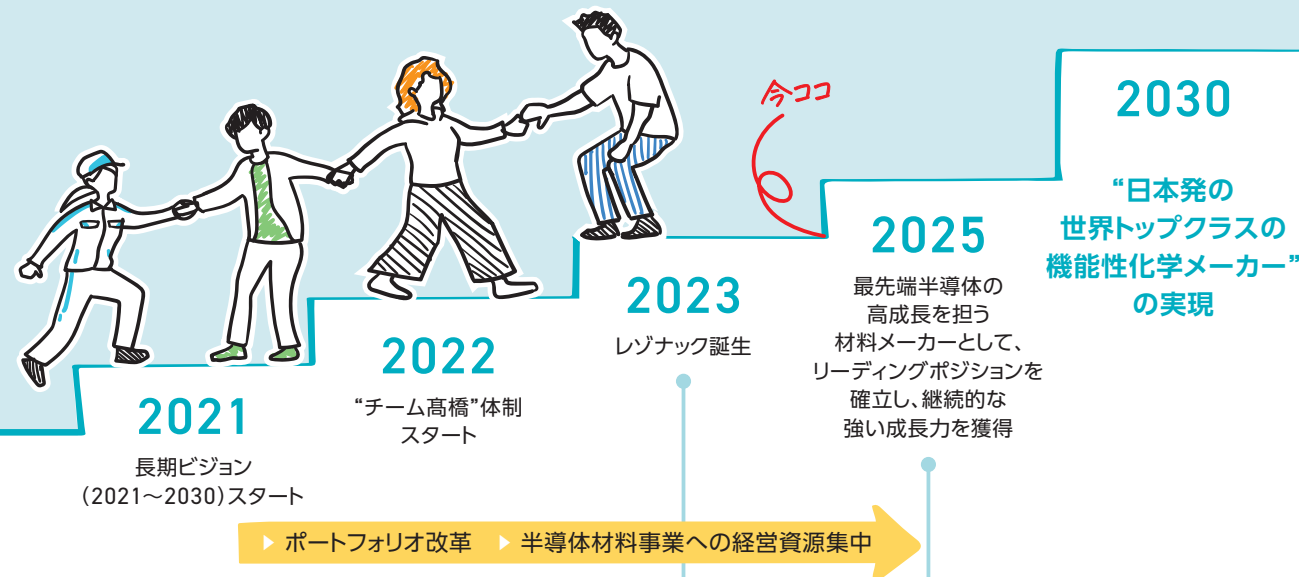 今ココ
2030
“日本発の
世界トップクラスの
機能性化学メーカー”
の実現
2025
最先端半導体の
高成長を担う
材料メーカーとして、
リーディングポジションを
確立し、継続的な
強い成長力を獲得
2023
レゾナック誕生
2022
“チーム髙橋”体制
スタート
2021
長期ビジョン
(2021〜2030)スタート
ポートフォリオ改革
半導体材料事業への経営資源集中